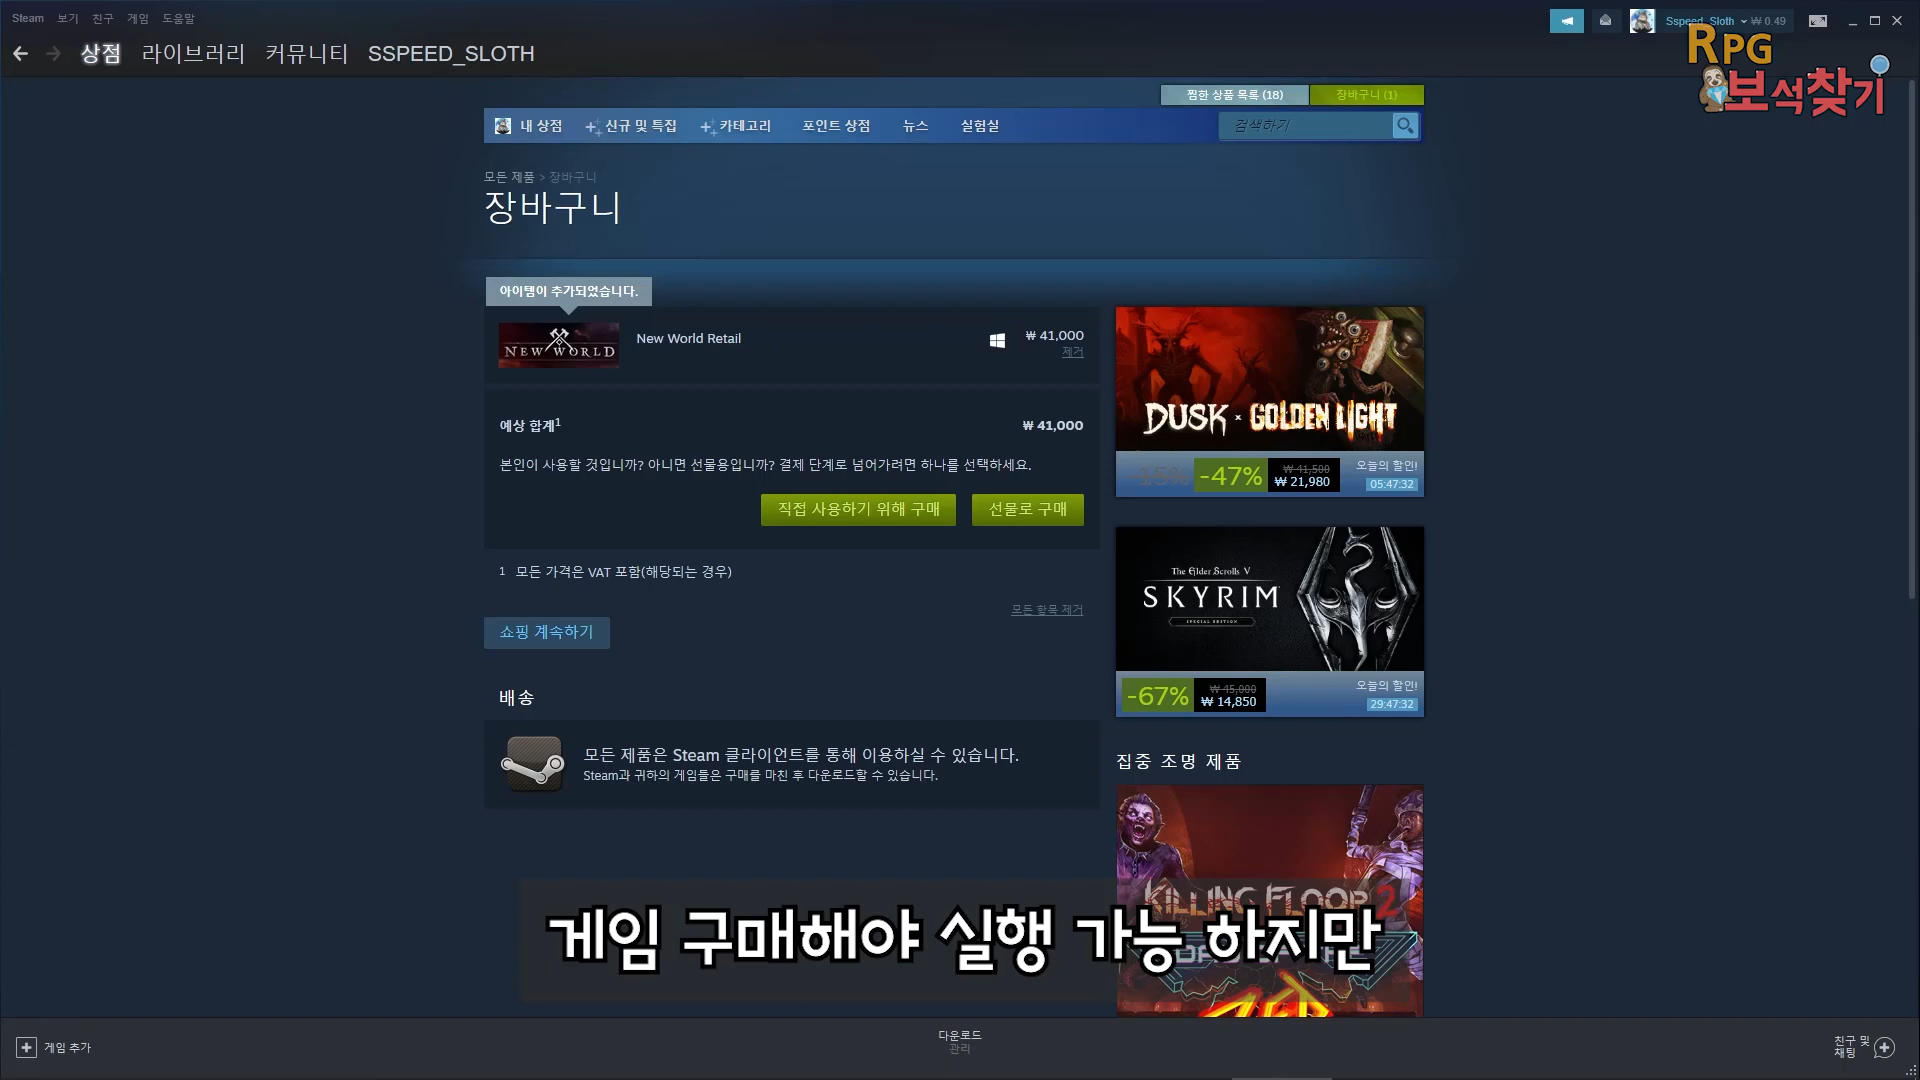 Steam 보기 친구 게임 도움말
Sspeed_Sloth ₩ 0.49
상점 라이브러리 커뮤니티 SSPEED_SLOTH
RPG
보석찾기
찜한 상품 목록 (18) 장바구니 (1)
내 상점 신규 및 특집 카테고리 포인트 상점 뉴스 실험실 검색하기
모든 제품 > 장바구니
장바구니
아이템이 추가되었습니다.
NEW WORLD
New World Retail
₩ 41,000
제거
예상 합계1
₩ 41,000
본인이 사용할 것입니까? 아니면 선물용입니까? 결제 단계로 넘어가려면 하나를 선택하세요.
직접 사용하기 위해 구매 선물로 구매
1 모든 가격은 VAT 포함(해당되는 경우)
모든 항목 제거
쇼핑 계속하기
배송
모든 제품은 Steam 클라이언트를 통해 이용하실 수 있습니다.
Steam과 귀하의 게임들은 구매를 마친 후 다운로드할 수 있습니다.
DUSK × GOLDEN LIGHT
15% -47% ₩ 41,500 ₩ 21,980
오늘의 할인!
05:47:32
The Elder Scrolls V
SKYRIM
SPECIAL EDITION
-67% ₩ 45,000 ₩ 14,850
오늘의 할인!
29:47:32
집중 조명 제품
KILLING FLOOR 2
게임 구매해야 실행 가능 하지만
게임 추가
다운로드
관리
친구 및
채팅